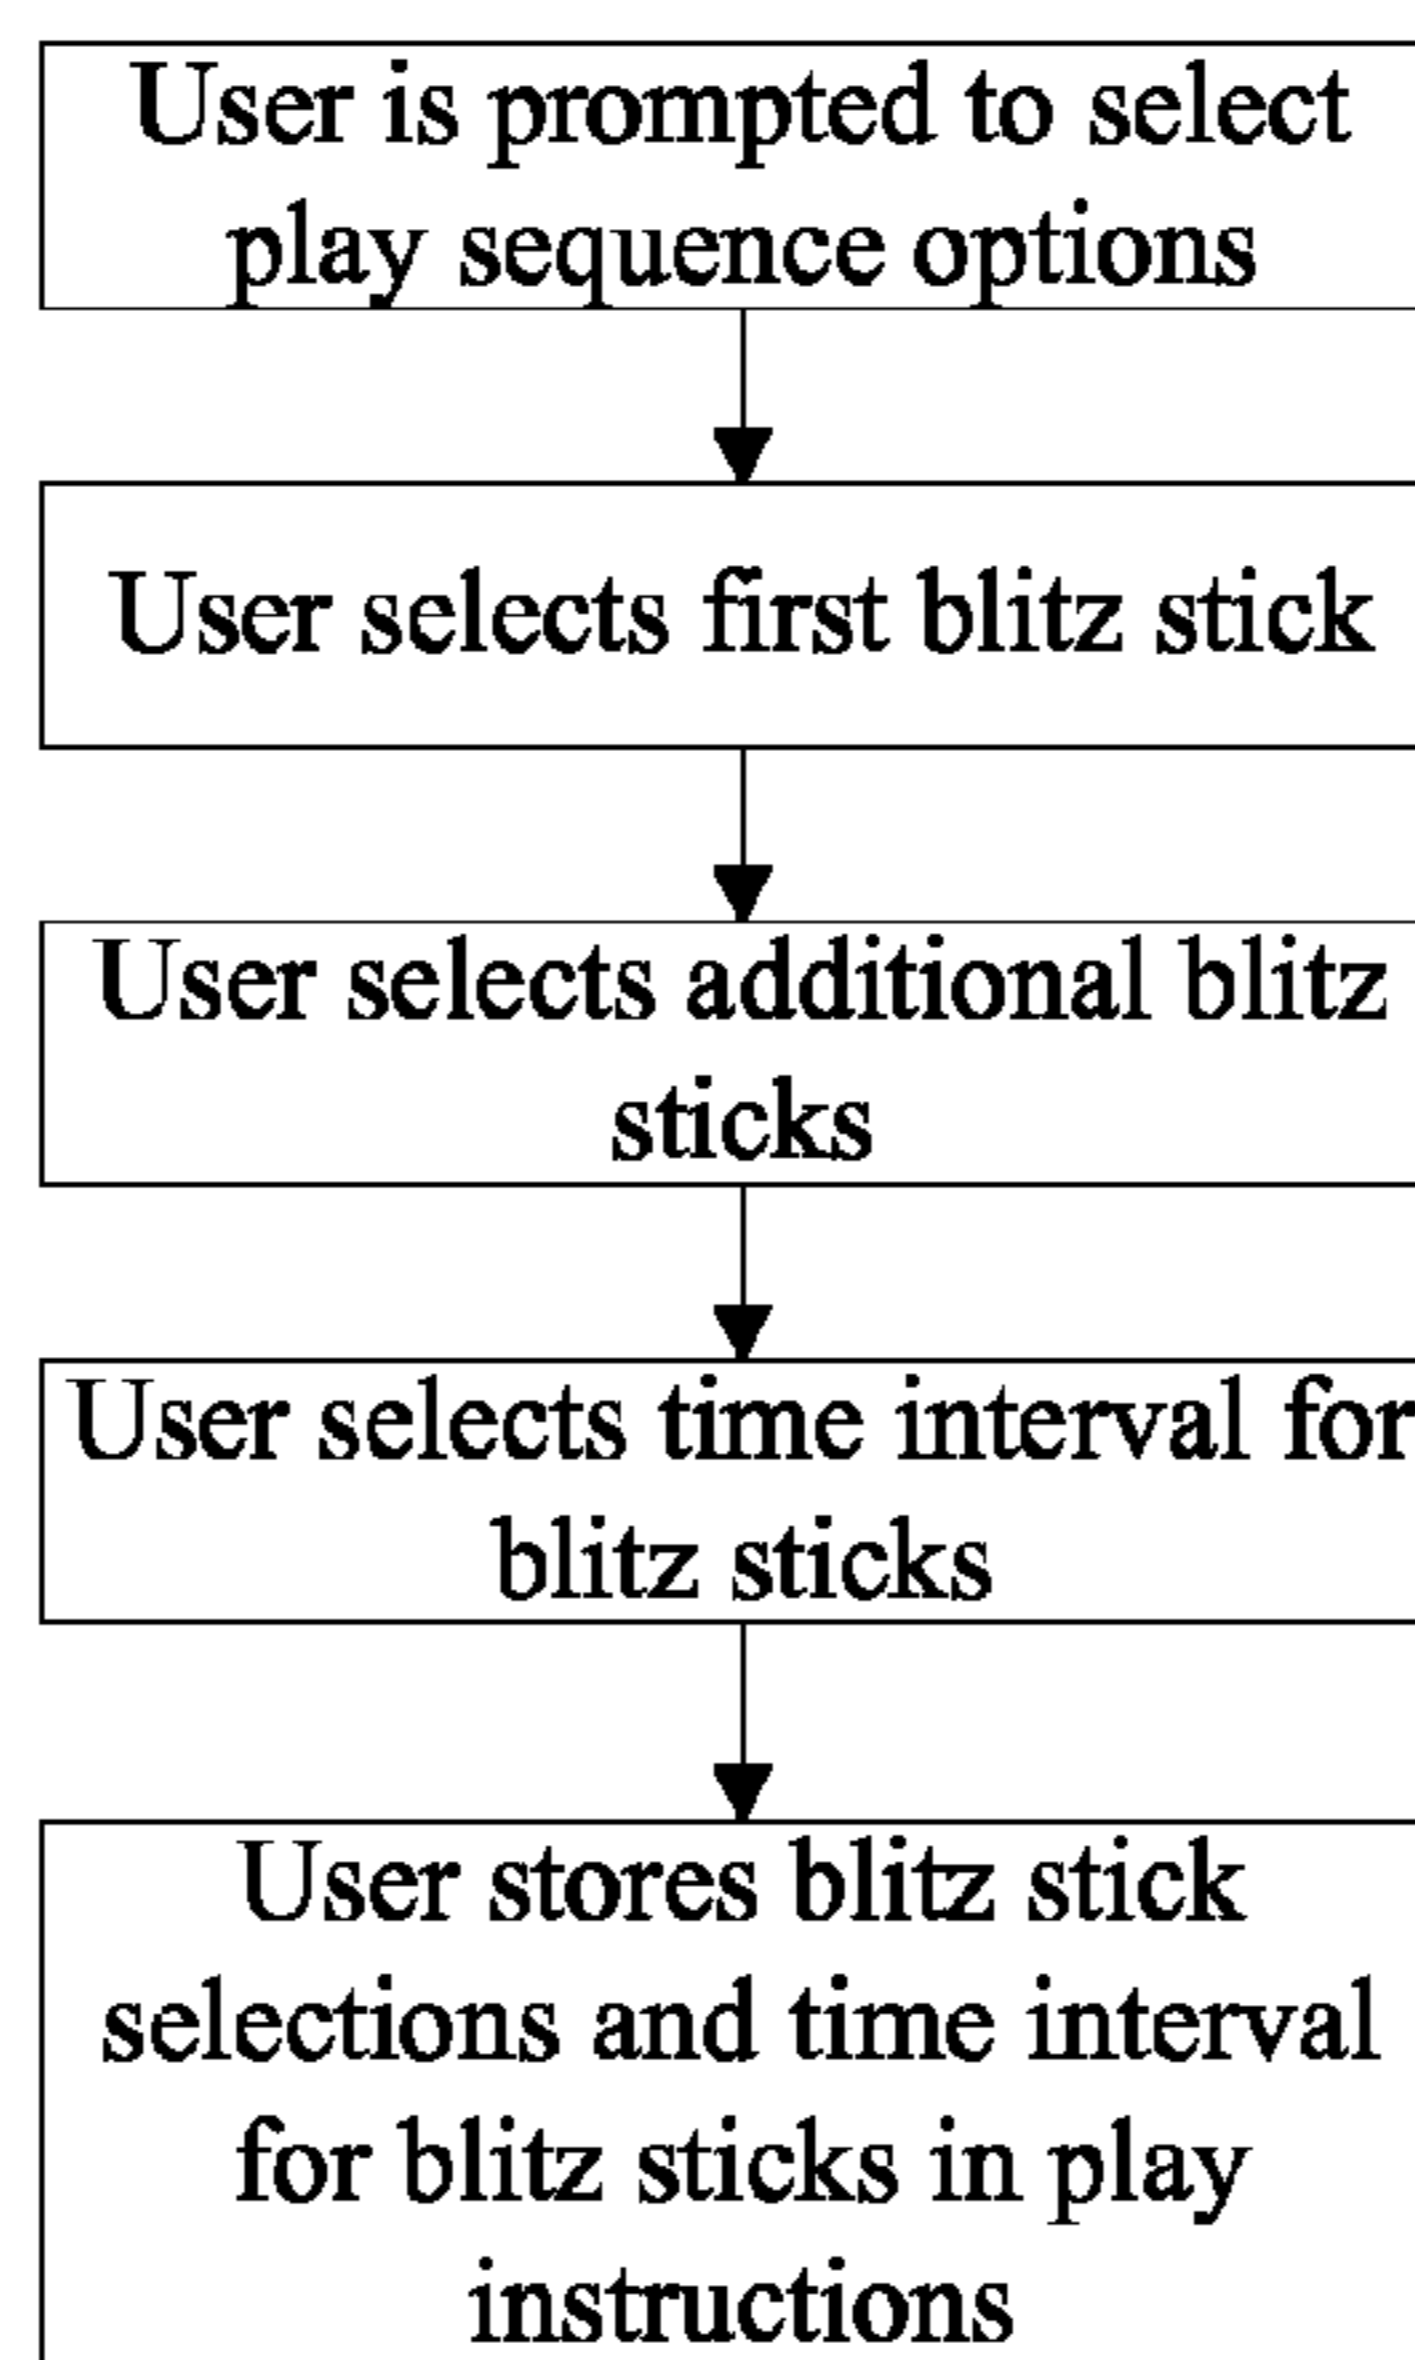 User is prompted to select
play sequence options
User selects first blitz stick
User selects additional blitz
sticks
User selects time interval for
blitz sticks
User stores blitz stick
selections and time interval
for blitz sticks in play
instructions